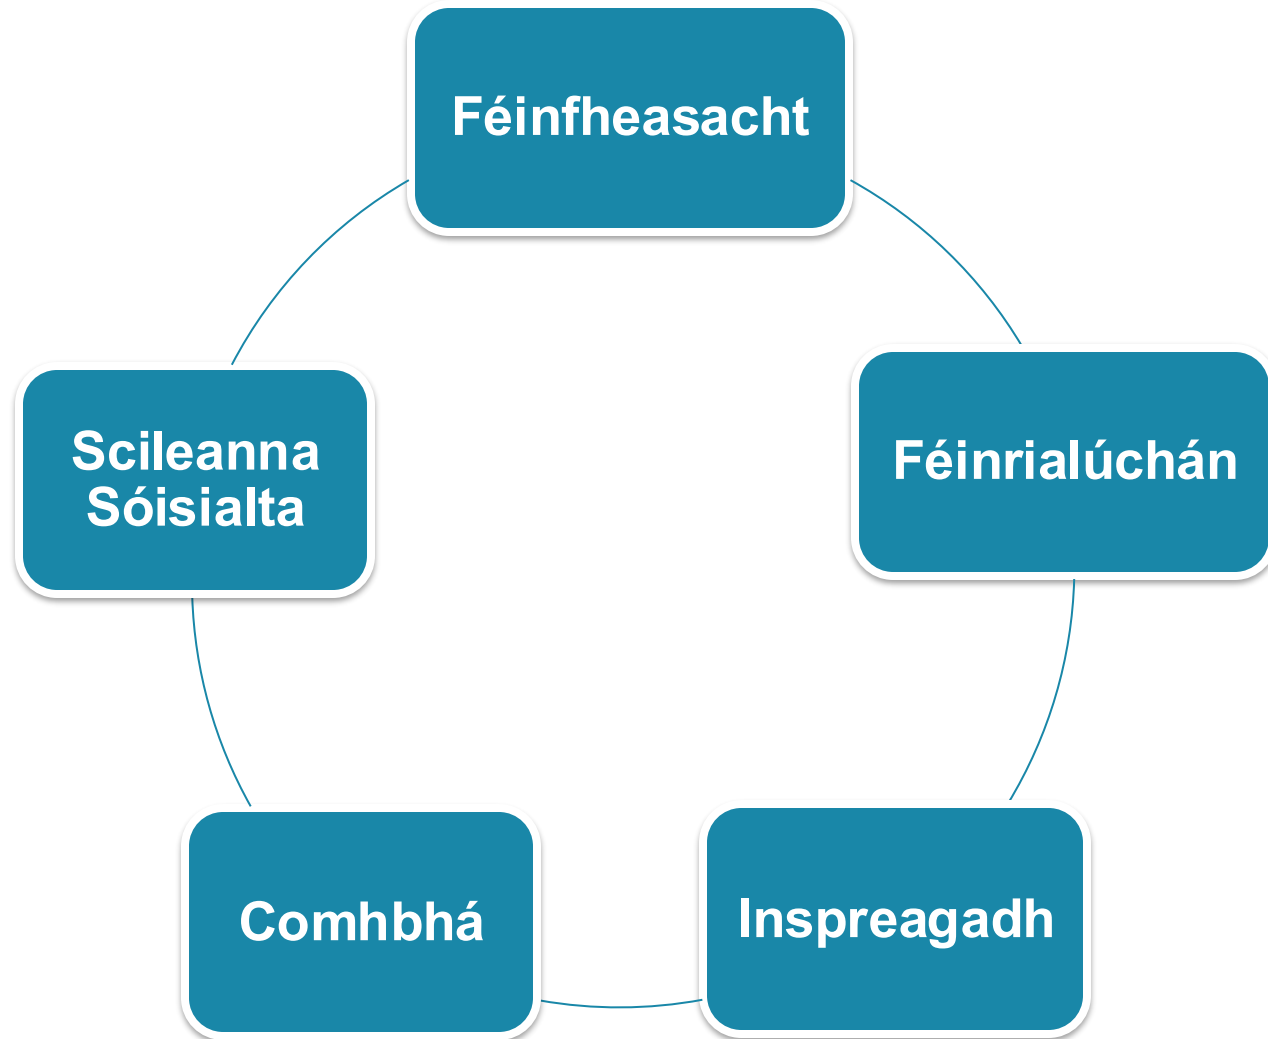 Féinfheasacht
Féinrialúchán
Inspreagadh
Comhbhá
Scileanna
Sóisialta